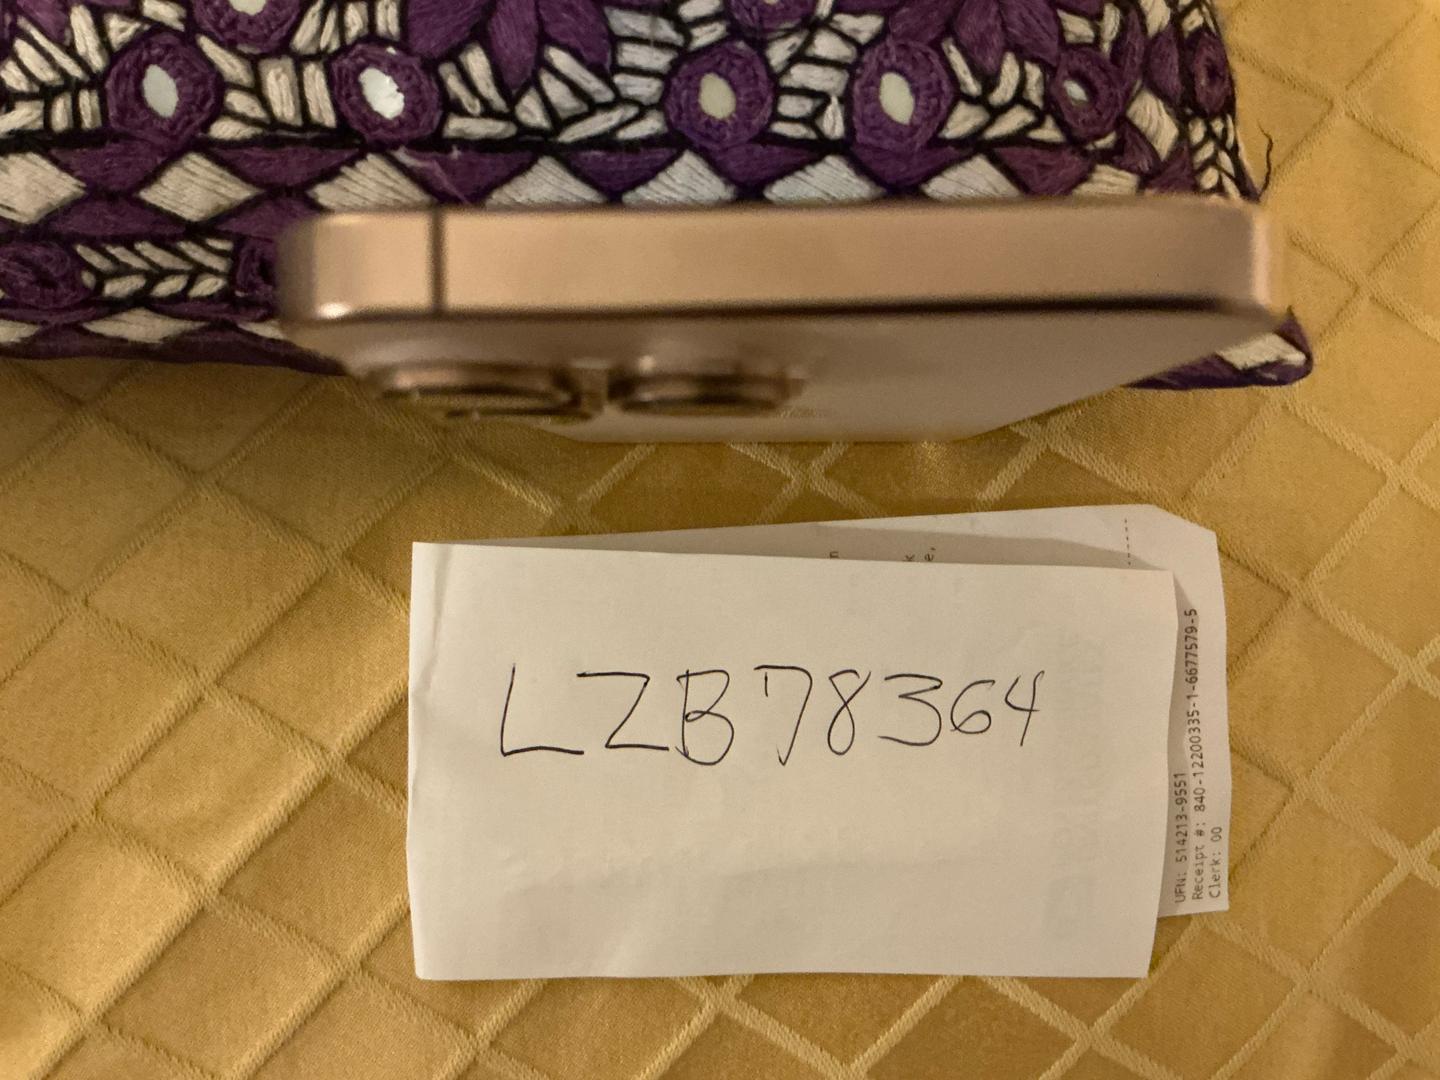 LZB78364
UFN: 514213-9551
Receipt #: 840-12200335-1-6677579-5
Clerk: 00